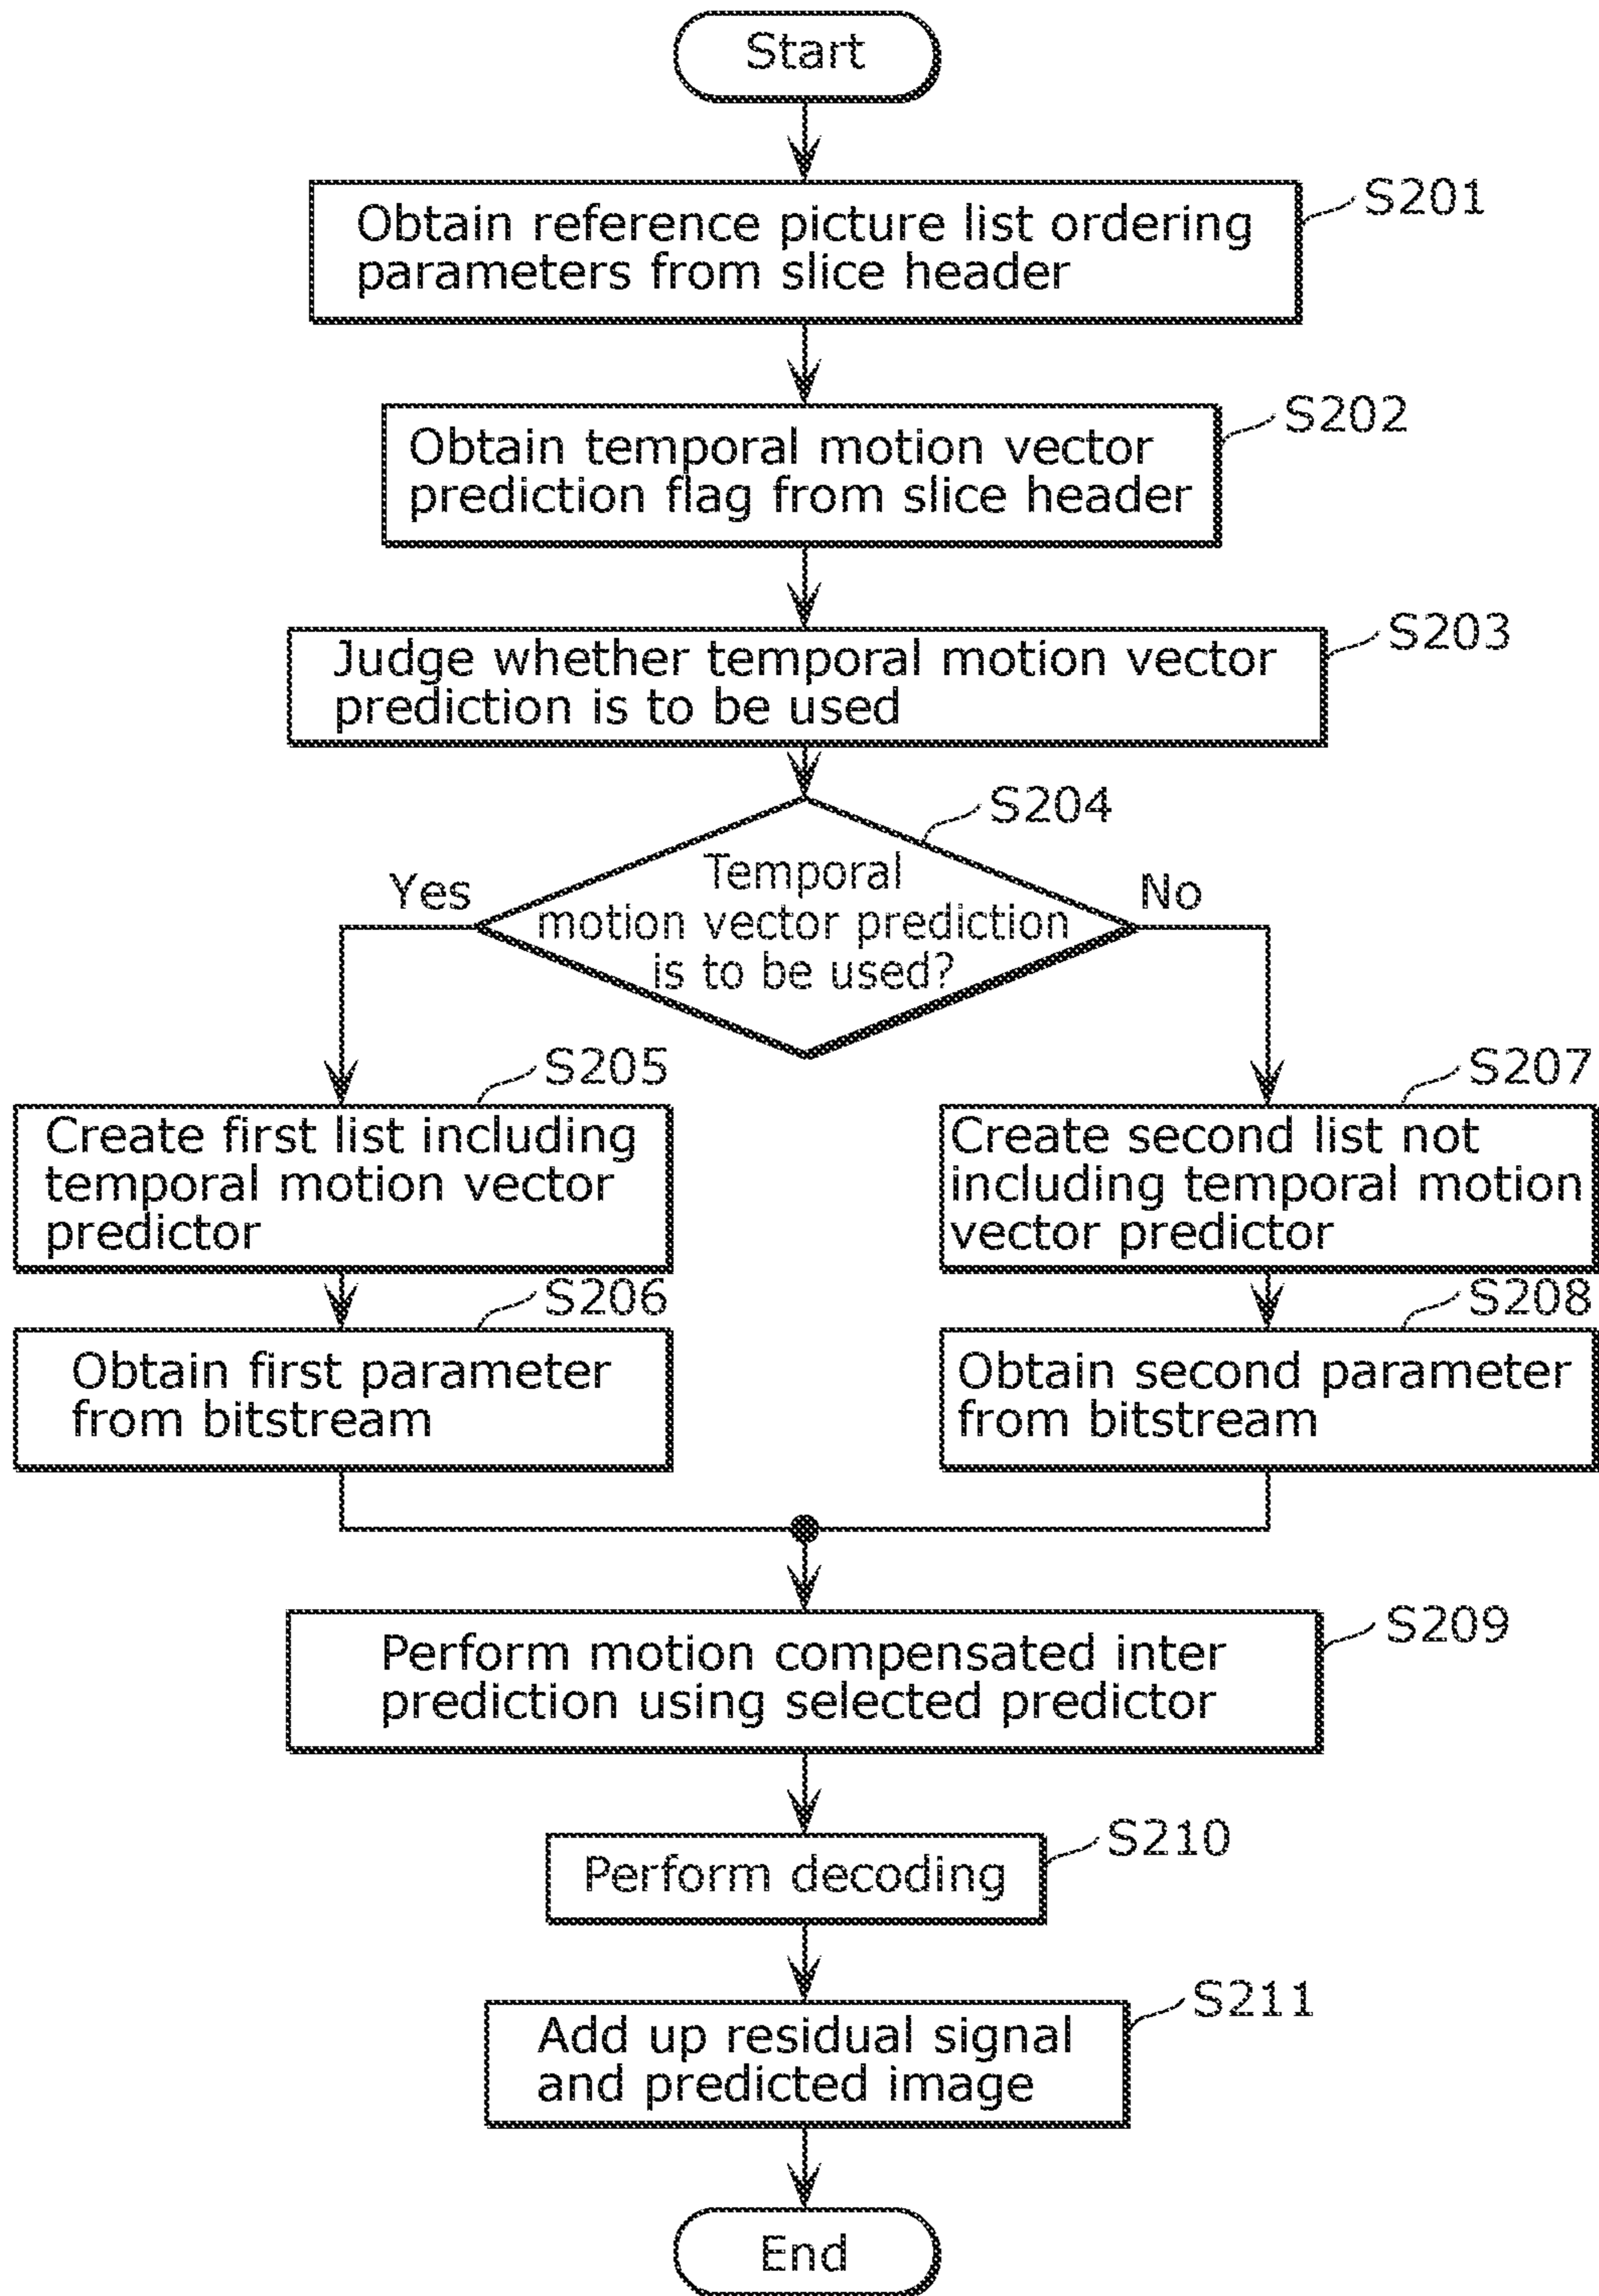 Start
S201
Obtain reference picture list ordering
parameters from slice header
S202
Obtain temporal motion vector
prediction flag from slice header
S203
Judge whether temporal motion vector
prediction is to be used
S204
Temporal
motion vector prediction
is to be used?
Yes
No
S205
Create first list including
temporal motion vector
predictor
S206
Obtain first parameter
from bitstream
S207
Create second list not
including temporal motion
vector predictor
S208
Obtain second parameter
from bitstream
S209
Perform motion compensated inter
prediction using selected predictor
S210
Perform decoding
S211
Add up residual signal
and predicted image
End